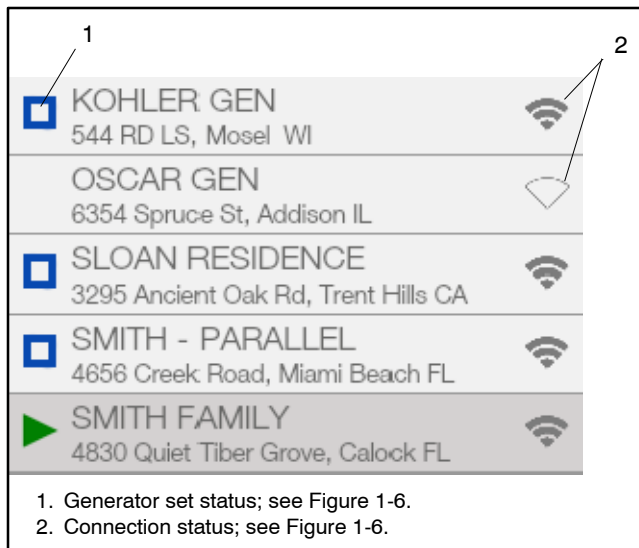 1
2
KOHLER GEN
544 RD LS, Mosel WI
OSCAR GEN
6354 Spruce St, Addison IL
SLOAN RESIDENCE
3295 Ancient Oak Rd, Trent Hills CA
SMITH - PARALLEL
4656 Creek Road, Miami Beach FL
SMITH FAMILY
4830 Quiet Tiber Grove, Calock FL
1. Generator set status; see Figure 1-6.
2. Connection status; see Figure 1-6.